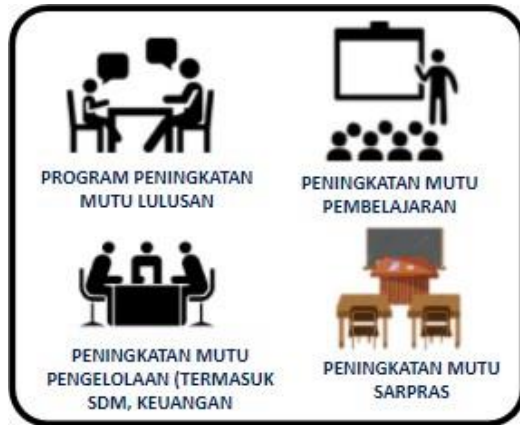 PROGRAM PENINGKATAN
MUTU LULUSAN
PENINGKATAN MUTU
PEMBELAJARAN
PENINGKATAN MUTU
PENGELOLAAN (TERMASUK
SDM, KEUANGAN
PENINGKATAN MUTU
SARPRAS